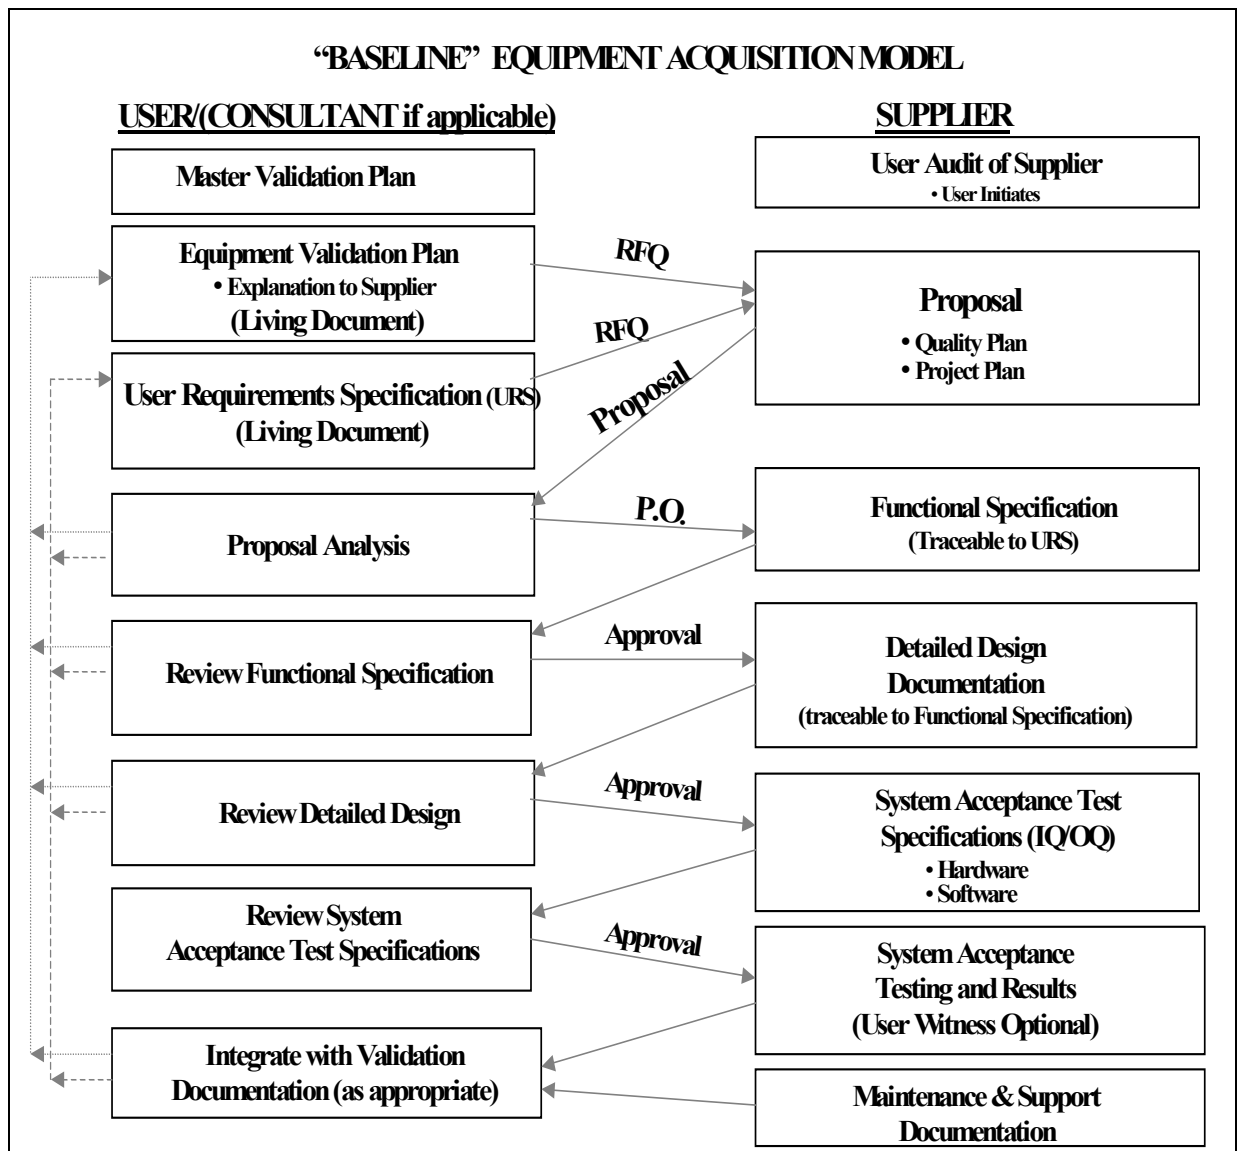 “BASELINE” EQUIPMENT ACQUISITION MODEL
USER/(CONSULTANT if applicable)
SUPPLIER
Master Validation Plan
User Audit of Supplier
• User Initiates
Equipment Validation Plan
• Explanation to Supplier
(Living Document)
RFQ
Proposal
• Quality Plan
• Project Plan
RFQ
User Requirements Specification (URS)
(Living Document)
Proposal
Proposal Analysis
P.O.
Functional Specification
(Traceable to URS)
Review Functional Specification
Approval
Detailed Design
Documentation
(traceable to Functional Specification)
Review Detailed Design
Approval
System Acceptance Test
Specifications (IQ/OQ)
• Hardware
• Software
Review System
Acceptance Test Specifications
Approval
System Acceptance
Testing and Results
(User Witness Optional)
Integrate with Validation
Documentation (as appropriate)
Maintenance & Support
Documentation